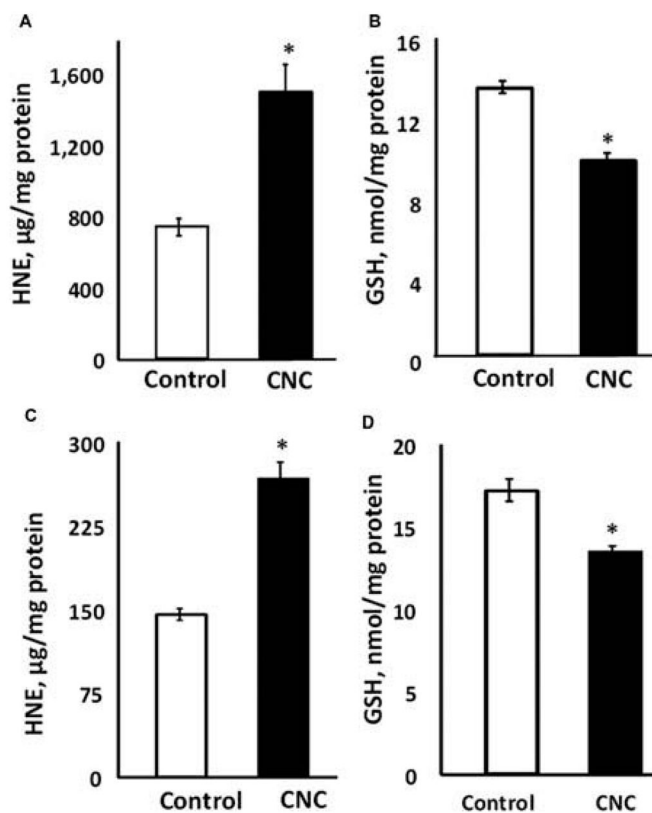 A
HNE, µg/mg protein
1,600
1,200
800
400
0
*
Control CNC
B
GSH, nmol/mg protein
16
12
8
4
0
*
Control CNC
C
HNE, µg/mg protein
300
225
150
75
0
*
Control CNC
D
GSH, nmol/mg protein
20
15
10
5
0
*
Control CNC